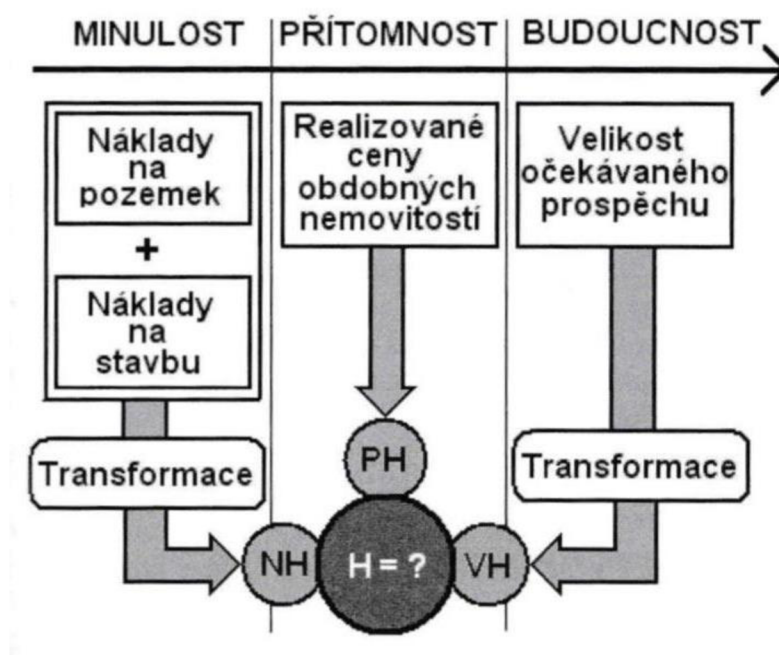 MINULOST PŘÍTOMNOST BUDOUCNOST
Náklady
na
pozemek
+
Náklady
na
stavbu
Transformace
Realizované
ceny
obdobných
nemovitostí
PH
Velikost
očekávaného
prospěchu
Transformace
NH
H = ?
VH